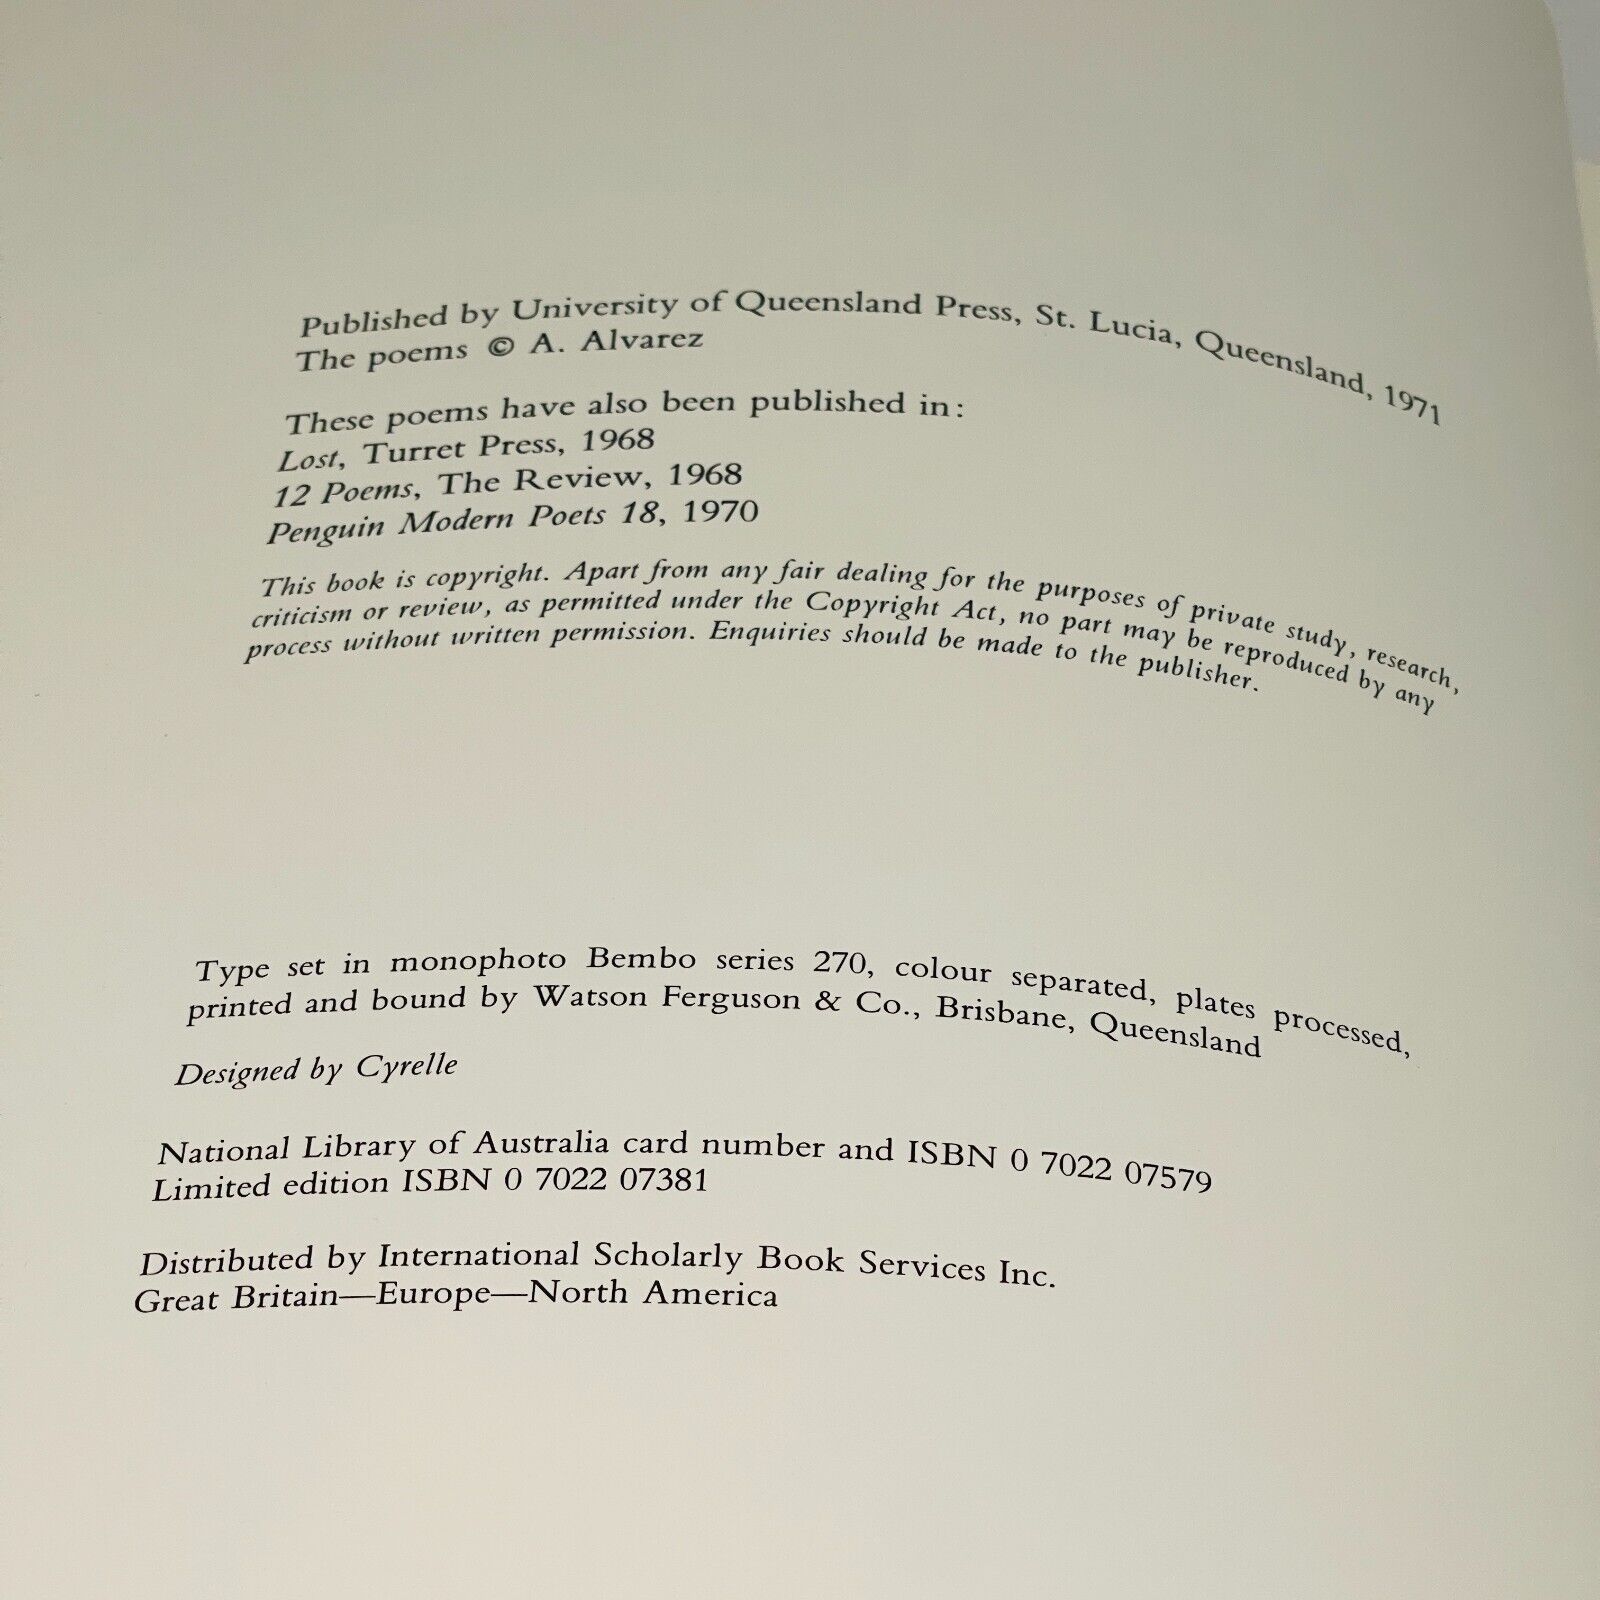 Published by University of Queensland Press, St. Lucia, Queensland, 1971
The poems © A. Alvarez
These poems have also been published in:
Lost, Turret Press, 1968
12 Poems, The Review, 1968
Penguin Modern Poets 18, 1970
This book is copyright. Apart from any fair dealing for the purposes of private study, research,
criticism or review, as permitted under the Copyright Act, no part may be reproduced by any
process without written permission. Enquiries should be made to the publisher.
Type set in monophoto Bembo series 270, colour separated, plates processed,
printed and bound by Watson Ferguson & Co., Brisbane, Queensland
Designed by Cyrelle
National Library of Australia card number and ISBN 0 7022 07579
Limited edition ISBN 0 7022 07381
Distributed by International Scholarly Book Services Inc.
Great Britain—Europe—North America